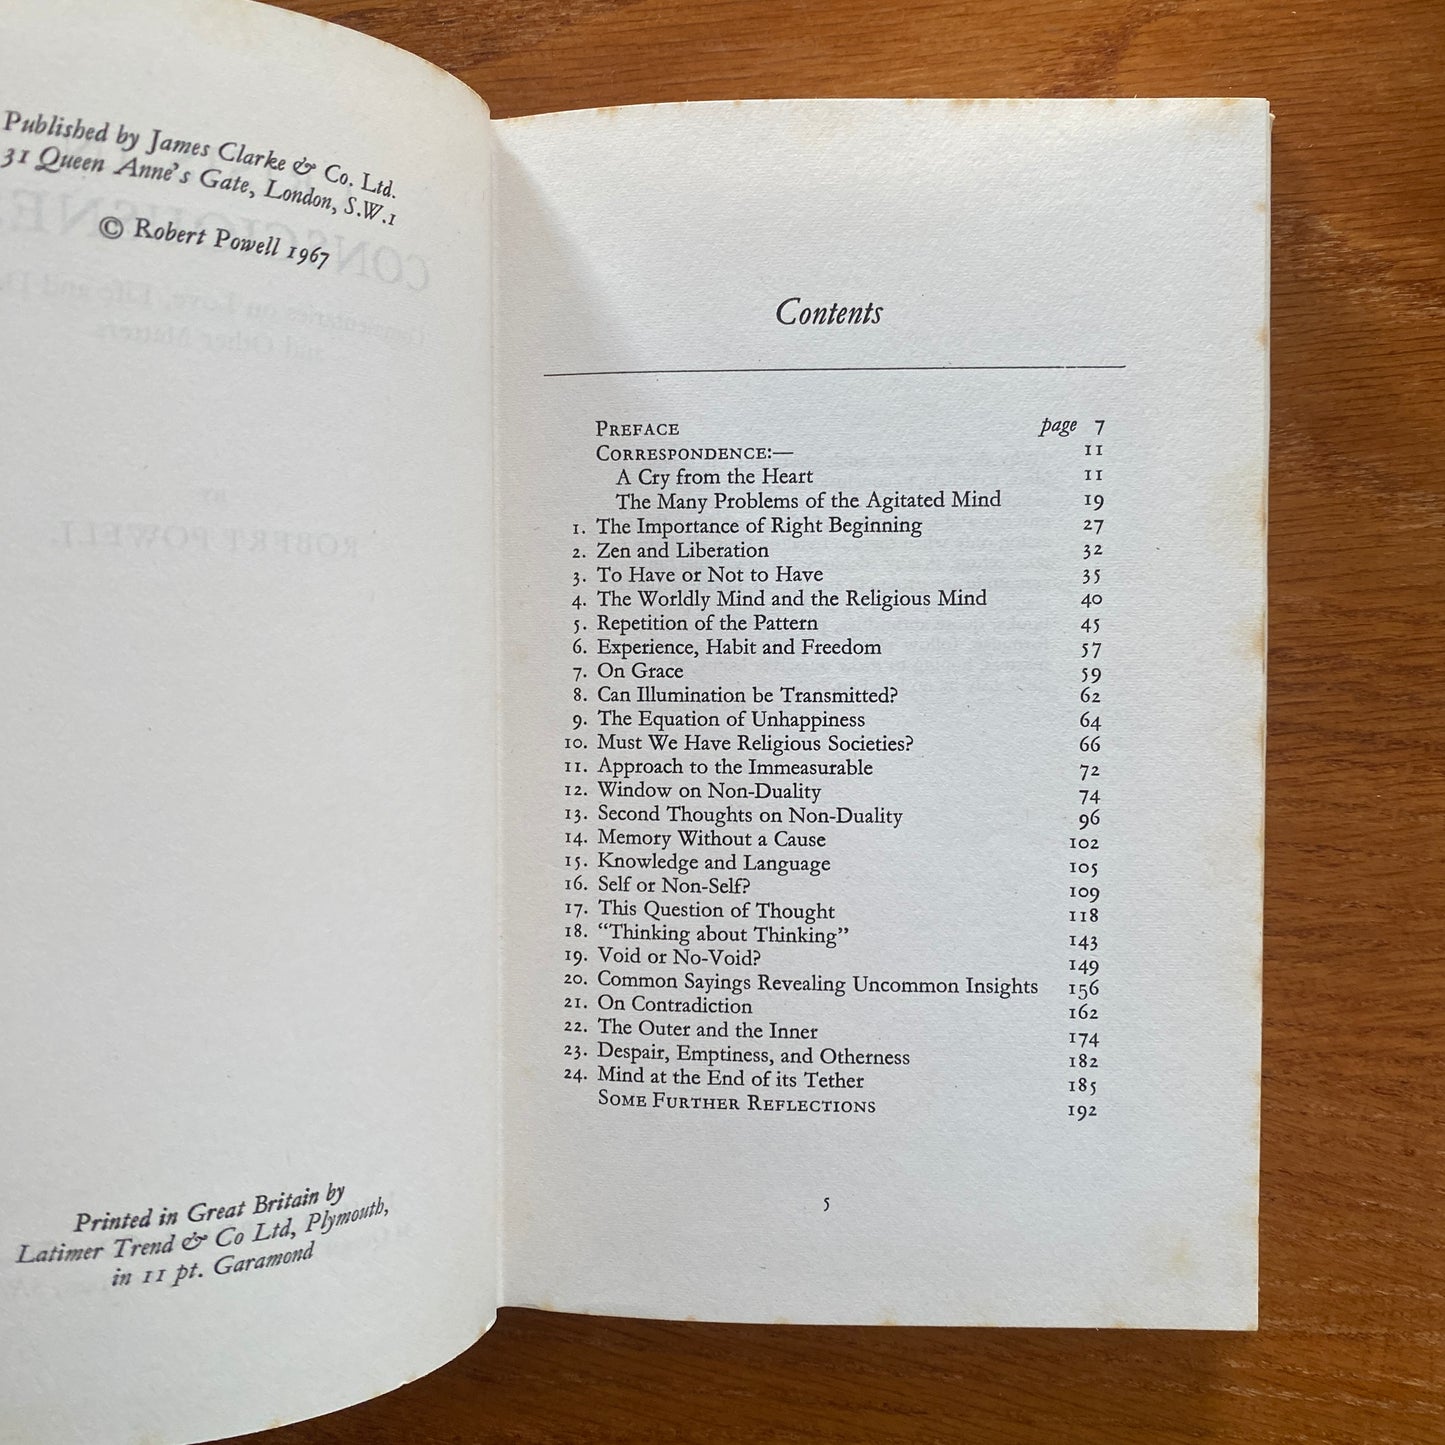 Published by James Clarke & Co. Ltd.
31 Queen Anne's Gate, London, S.W.1
© Robert Powell 1967
Printed in Great Britain by
Latimer Trend & Co Ltd, Plymouth,
in 11 pt. Garamond
Contents
PREFACE page 7
CORRESPONDENCE:— 11
A Cry from the Heart 11
The Many Problems of the Agitated Mind 19
1. The Importance of Right Beginning 27
2. Zen and Liberation 32
3. To Have or Not to Have 35
4. The Worldly Mind and the Religious Mind 40
5. Repetition of the Pattern 45
6. Experience, Habit and Freedom 57
7. On Grace 59
8. Can Illumination be Transmitted? 62
9. The Equation of Unhappiness 64
10. Must We Have Religious Societies? 66
11. Approach to the Immeasurable 72
12. Window on Non-Duality 74
13. Second Thoughts on Non-Duality 96
14. Memory Without a Cause 102
15. Knowledge and Language 105
16. Self or Non-Self? 109
17. This Question of Thought 118
18. “Thinking about Thinking” 143
19. Void or No-Void? 149
20. Common Sayings Revealing Uncommon Insights 156
21. On Contradiction 162
22. The Outer and the Inner 174
23. Despair, Emptiness, and Otherness 182
24. Mind at the End of its Tether 185
SOME FURTHER REFLECTIONS 192
5